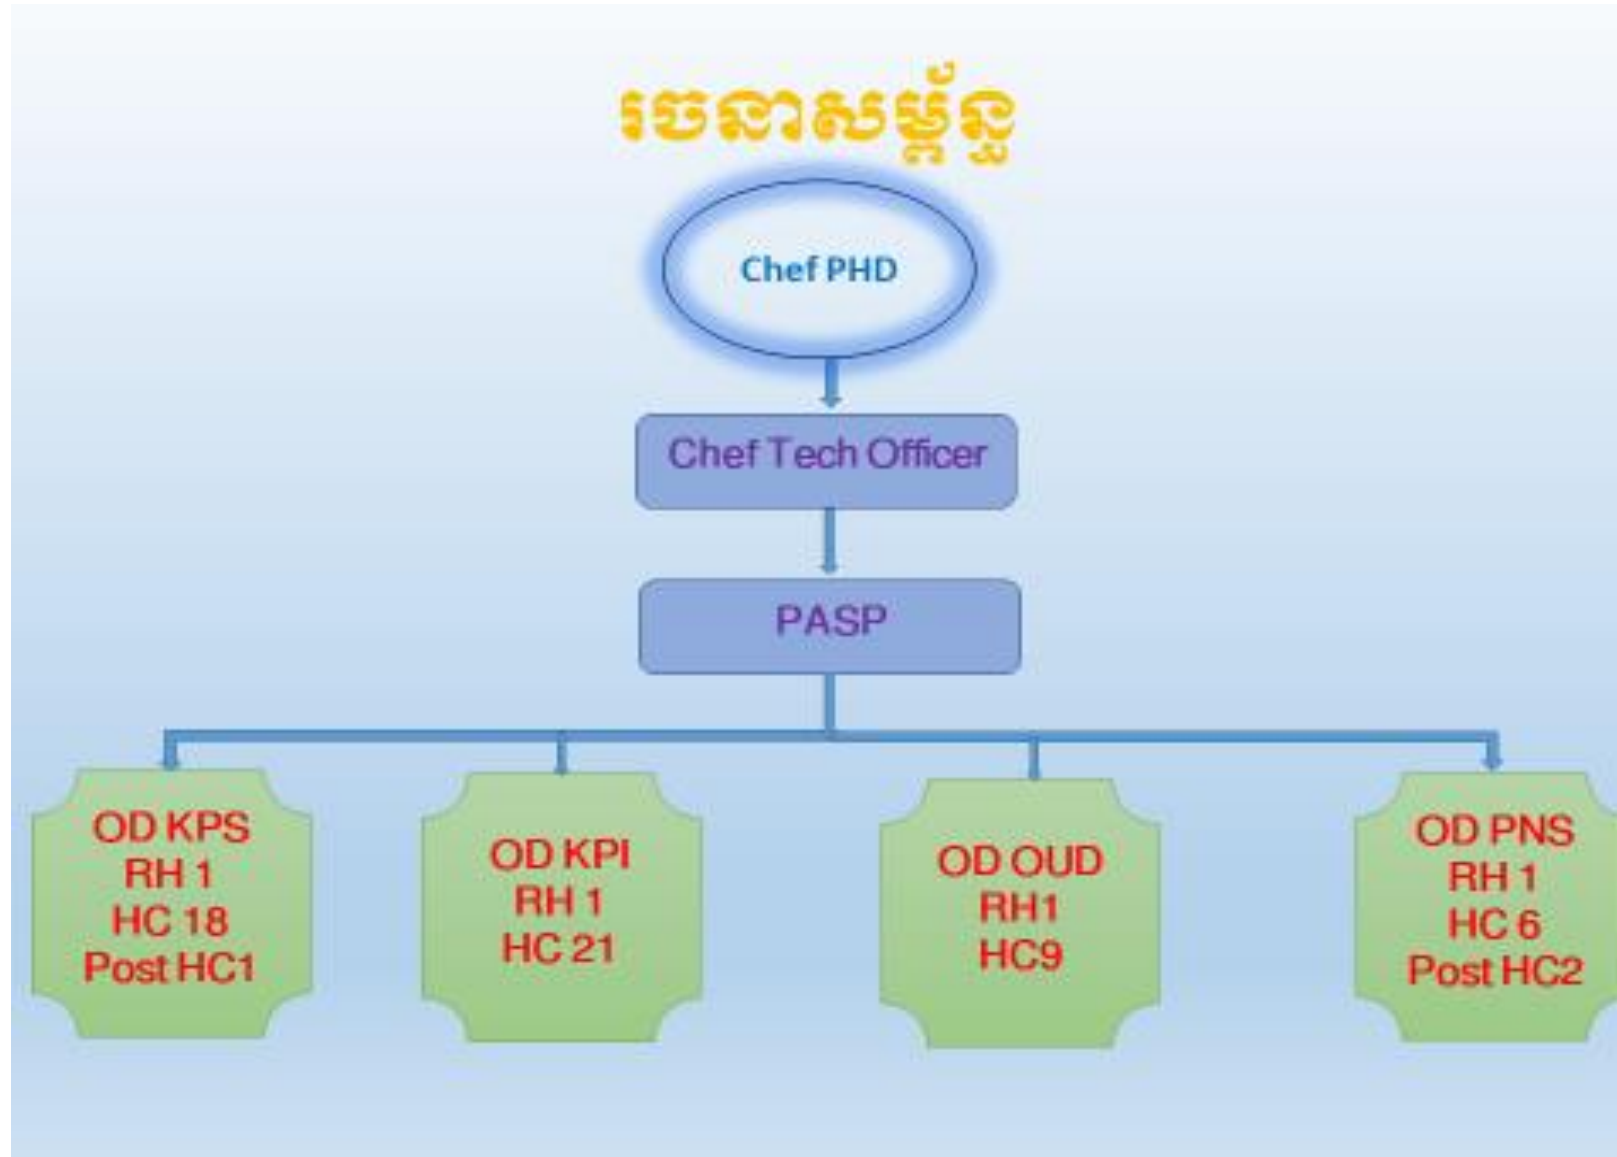 រចនាសម្ព័ន្ធ
Chef PHD
Chef Tech Officer
PASP
OD KPS
RH 1
HC 18
Post HC1
OD KPI
RH 1
HC 21
OD OUD
RH1
HC9
OD PNS
RH 1
HC 6
Post HC2